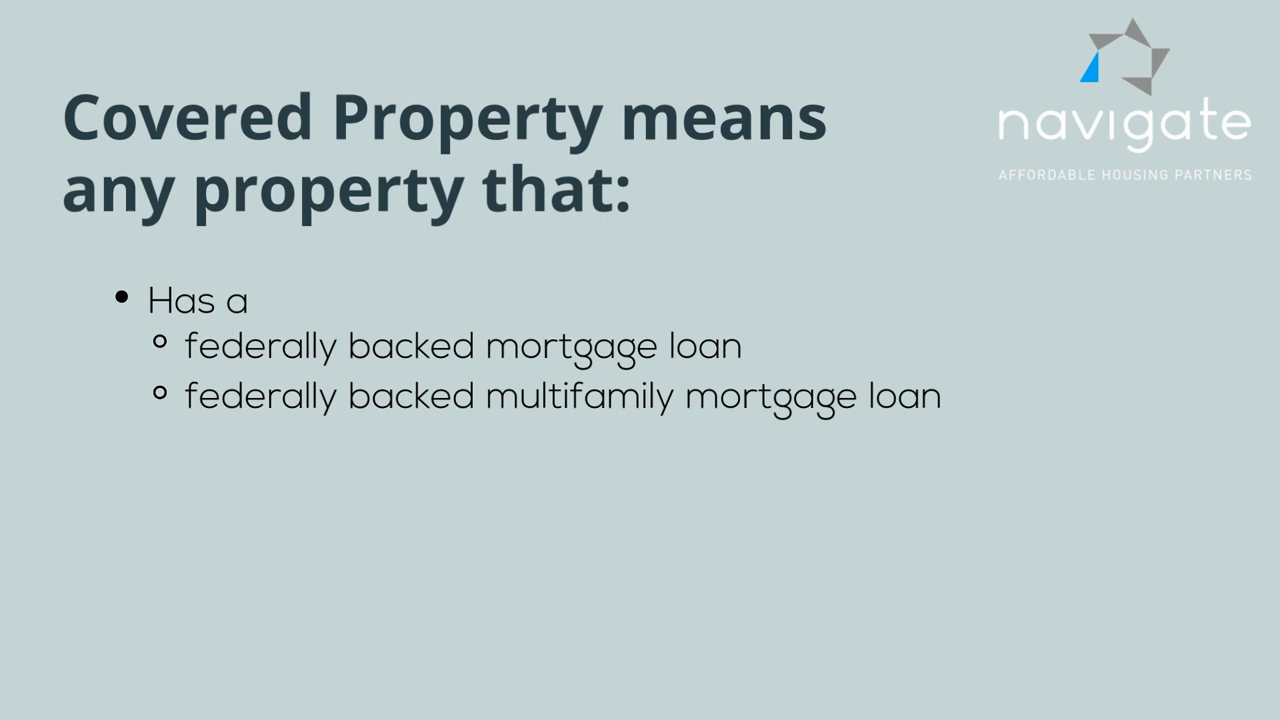 navigate
AFFORDABLE HOUSING PARTNERS
Covered Property means
any property that:
• Has a
○ federally backed mortgage loan
○ federally backed multifamily mortgage loan